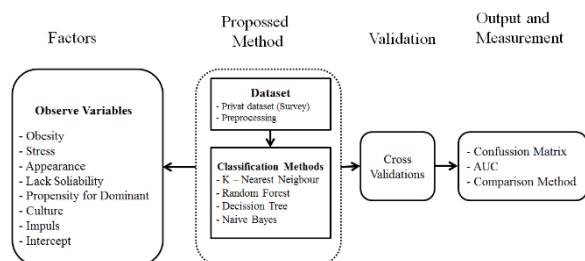 Factors
Propossed
Method
Validation
Output and
Measurement
Observe Variables
- Obesity
- Stress
- Appearance
- Lack Soliability
- Propensity for Dominant
- Culture
- Impuls
- Intercept
Dataset
- Privat dataset (Survey)
- Preprocessing
Classification Methods
- K – Nearest Neigbour
- Random Forest
- Decission Tree
- Naive Bayes
Cross
Validations
- Confussion Matrix
- AUC
- Comparison Method